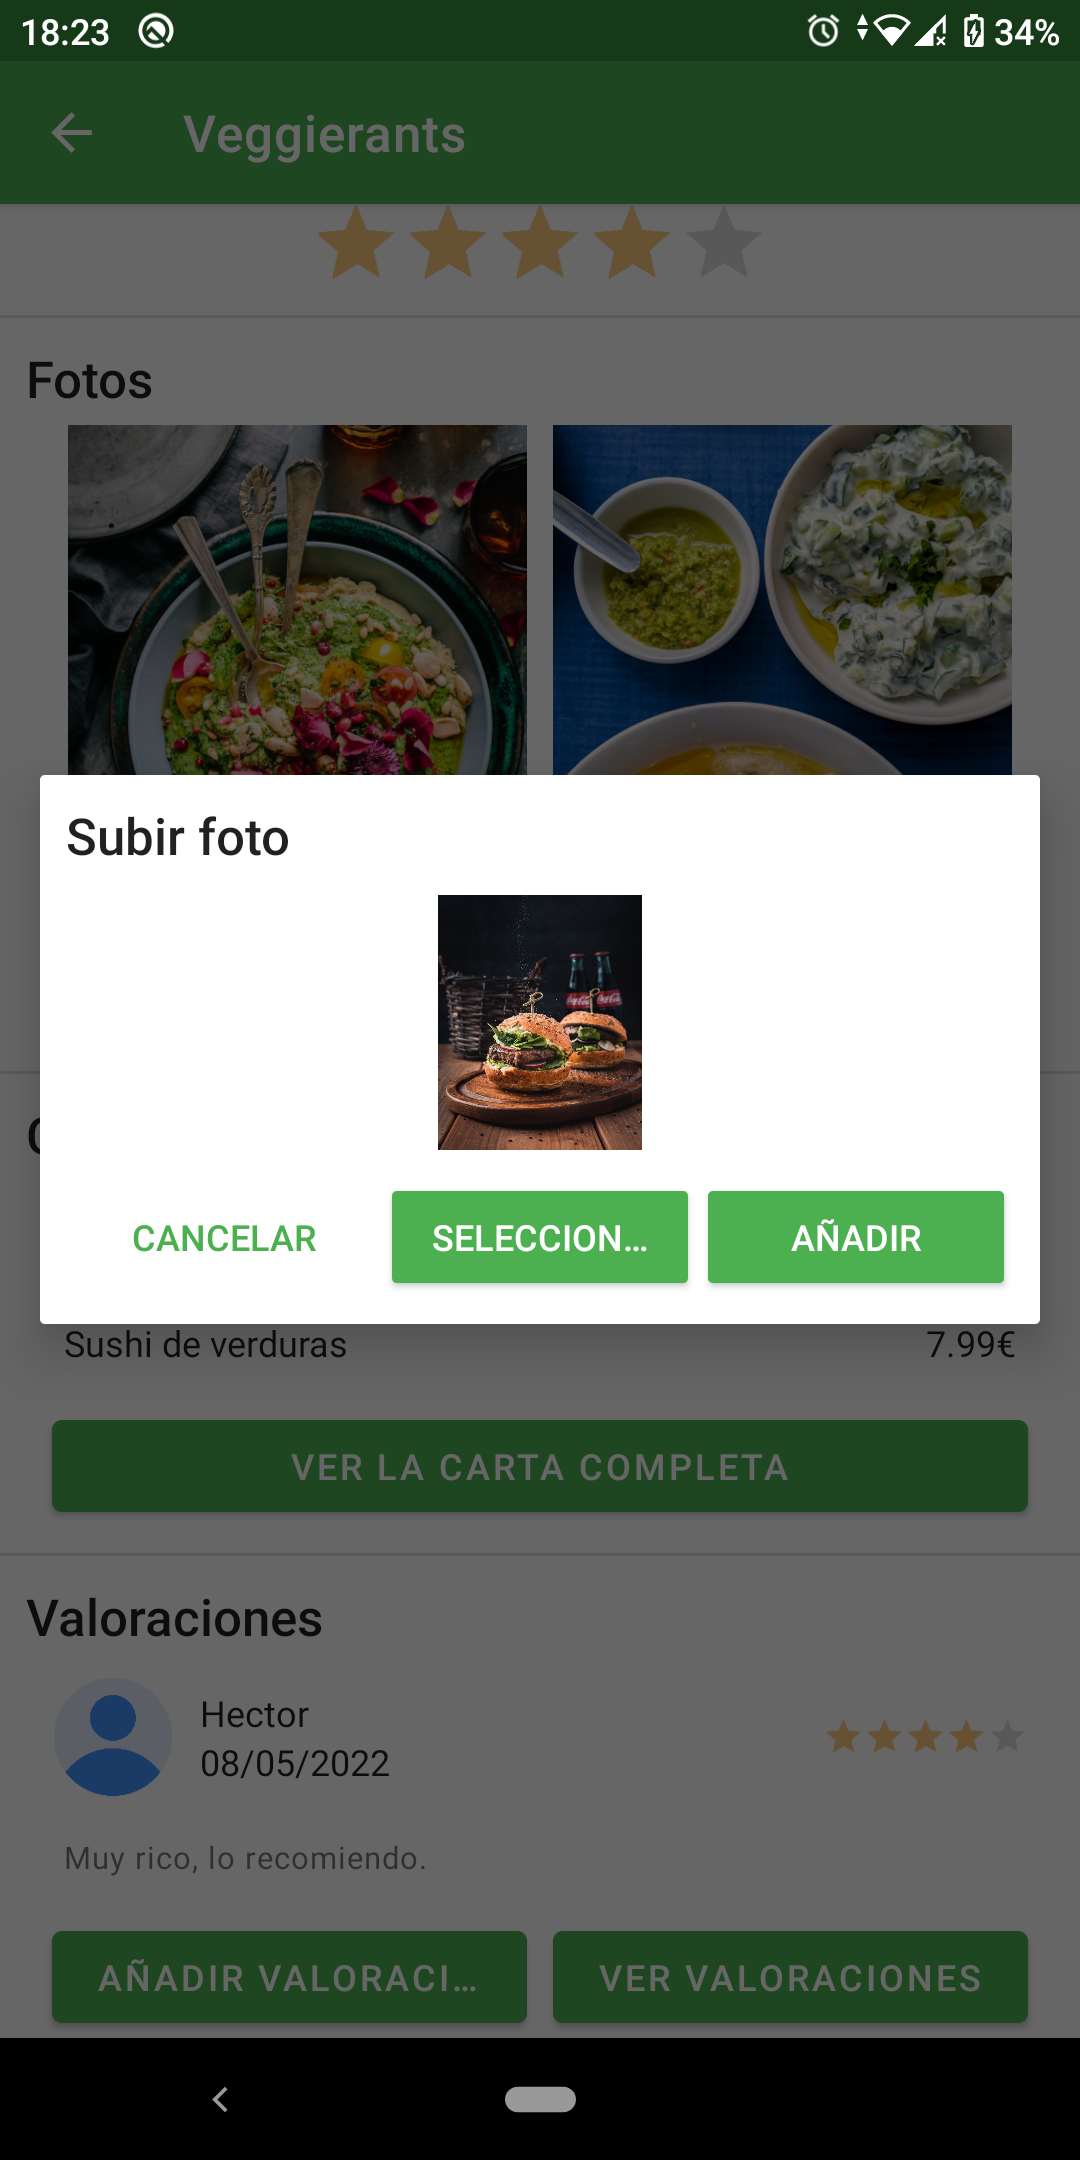 18:23
34%
Veggierants
Fotos
Subir foto
CANCELAR
SELECCION...
AÑADIR
Sushi de verduras
7.99€
VER LA CARTA COMPLETA
Valoraciones
Hector
08/05/2022
Muy rico, lo recomiendo.
AÑADIR VALORACI...
VER VALORACIONES